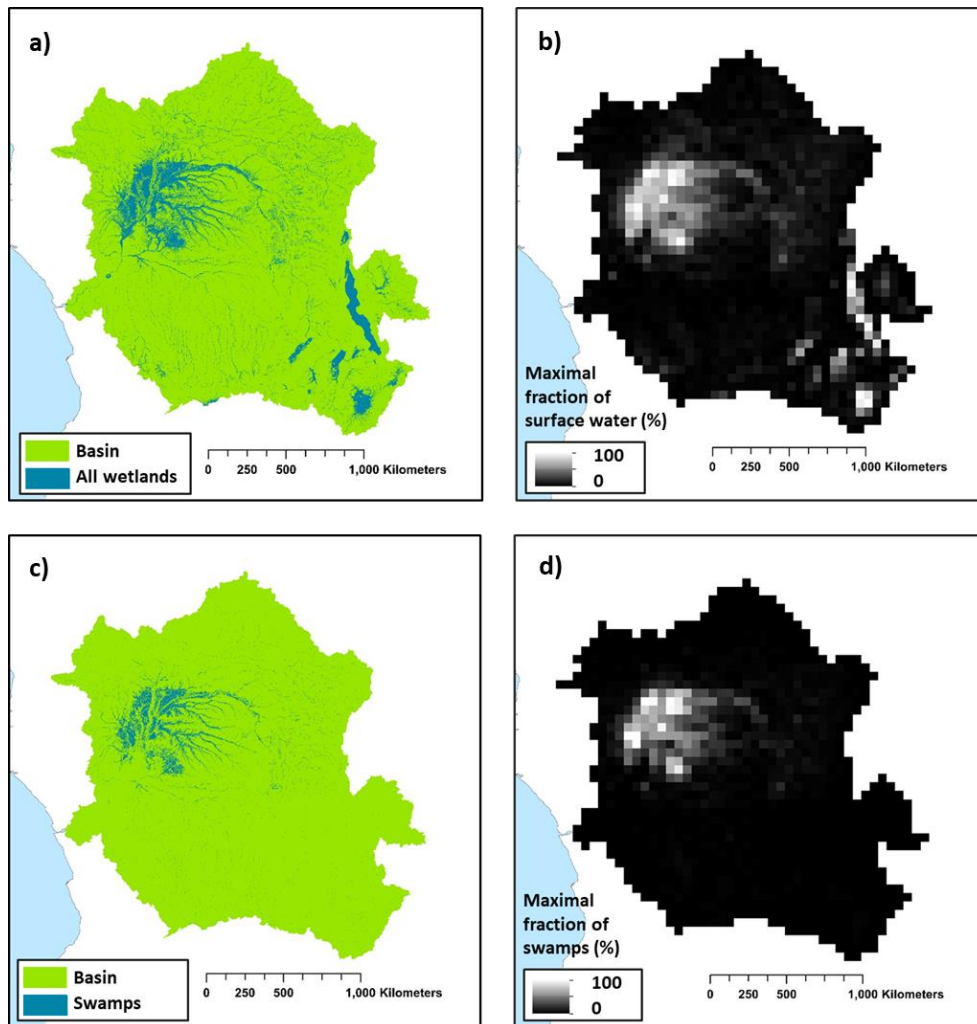 a)
Basin
All wetlands
0 250 500 1,000 Kilometers
b)
Maximal
fraction of
surface water (%)
100
0
0 250 500 1,000 Kilometers
c)
Basin
Swamps
0 250 500 1,000 Kilometers
d)
Maximal
fraction of
swamps (%)
100
0
0 250 500 1,000 Kilometers